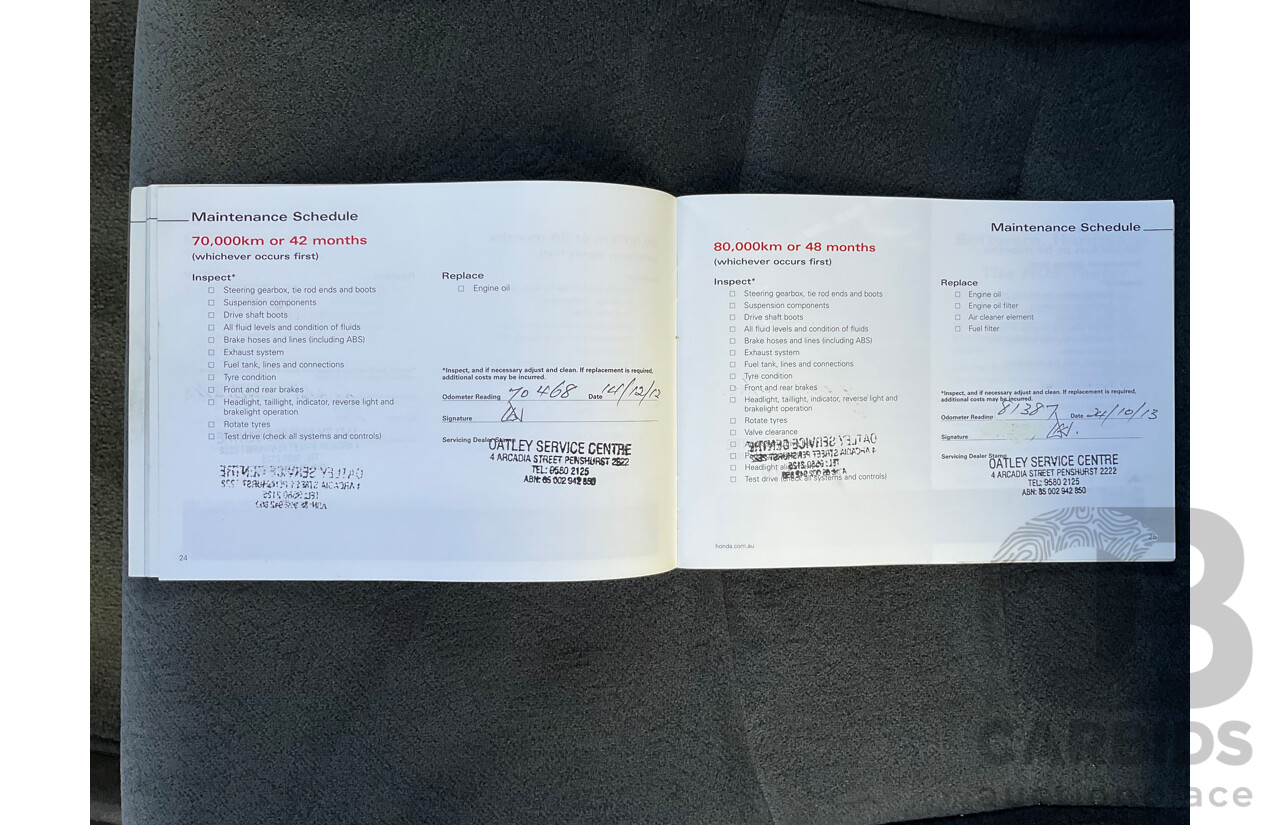 Maintenance Schedule
70,000km or 42 months
(whichever occurs first)
Inspect*
Steering gearbox, tie rod ends and boots
Suspension components
Drive shaft boots
All fluid levels and condition of fluids
Brake hoses and lines (including ABS)
Exhaust system
Fuel tank, lines and connections
Tyre condition
Front and rear brakes
Headlight, taillight, indicator, reverse light and
brakelight operation
Rotate tyres
Test drive (check all systems and controls)
Replace
Engine oil
*Inspect, and if necessary adjust and clean. If replacement is required,
additional costs may be incurred.
Odometer Reading 70 468 Date 14/12/12
Signature
Servicing Dealer Stamp
OATLEY SERVICE CENTRE
4 ARCADIA STREET PENSHURST 2222
TEL: 9580 2125
ABN: 85 002 942 850
24
Maintenance Schedule
80,000km or 48 months
(whichever occurs first)
Inspect*
Steering gearbox, tie rod ends and boots
Suspension components
Drive shaft boots
All fluid levels and condition of fluids
Brake hoses and lines (including ABS)
Exhaust system
Fuel tank, lines and connections
Tyre condition
Front and rear brakes
Headlight, taillight, indicator, reverse light and
brakelight operation
Rotate tyres
Valve clearance
Headlight
Test drive (check all systems and controls)
Replace
Engine oil
Engine oil filter
Air cleaner element
Fuel filter
*Inspect, and if necessary adjust and clean. If replacement is required,
additional costs may be incurred.
Odometer Reading 81387 Date 24/10/13
Signature
Servicing Dealer Stamp
OATLEY SERVICE CENTRE
4 ARCADIA STREET PENSHURST 2222
TEL: 9580 2125
ABN: 85 002 942 850
honda.com.au
CARBIDS